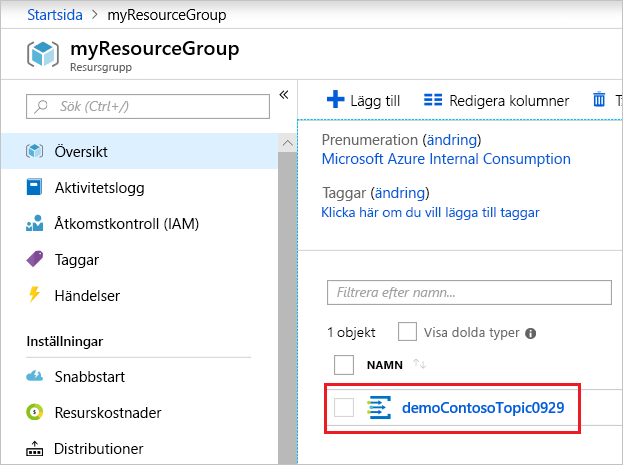 Startsida > myResourceGroup
myResourceGroup
Resursgrupp
Sök (Ctrl+/)
«
Översikt
Aktivitetslogg
Åtkomstkontroll (IAM)
Taggar
Händelser
Inställningar
Snabbstart
Resurskostnader
Distributioner
Lägg till
Redigera kolumner
Prenumeration (ändring)
Microsoft Azure Internal Consumption
Taggar (ändring)
Klicka här om du vill lägga till taggar
Filtrera efter namn...
1 objekt
Visa dolda typer
NAMN
demoContosoTopic0929